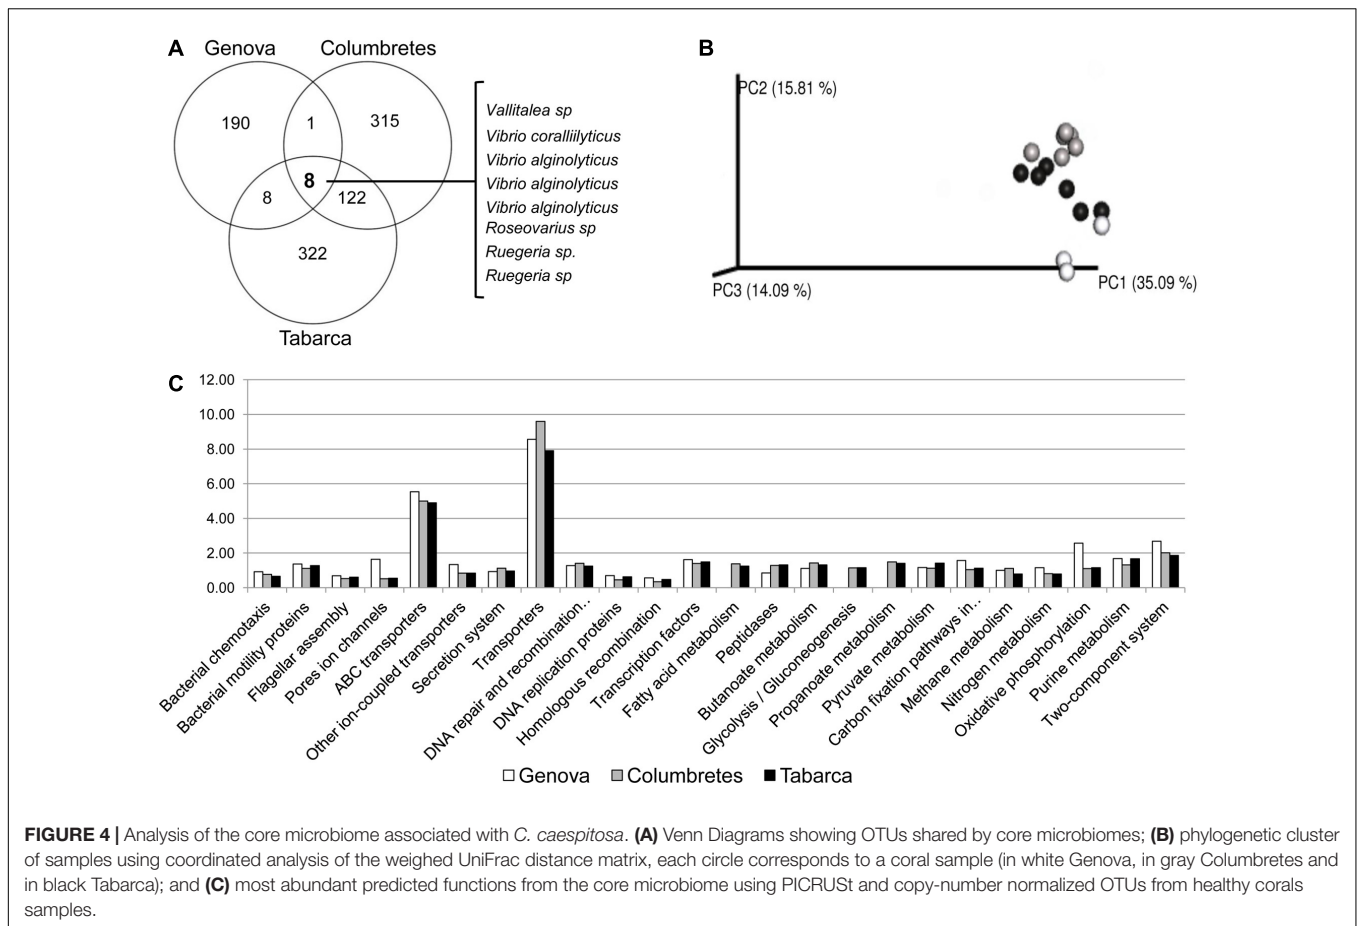 A
Genova
Columbretes
190
1
315
8
8
122
322
Tabarca
Vallitalea sp
Vibrio coralliilyticus
Vibrio alginolyticus
Vibrio alginolyticus
Vibrio alginolyticus
Roseovarius sp
Ruegeria sp.
Ruegeria sp
B
PC2 (15.81 %)
PC3 (14.09 %)
PC1 (35.09 %)
C
12.00
10.00
8.00
6.00
4.00
2.00
0.00
Bacterial chemotaxis
Bacterial motility proteins
Flagellar assembly
Pores ion channels
ABC transporters
Other ion-coupled transporters
Secretion system
Transporters
DNA repair and recombination..
DNA replication proteins
Homologous recombination
Transcription factors
Fatty acid metabolism
Peptidases
Butanoate metabolism
Glycolysis / Gluconeogenesis
Propanoate metabolism
Pyruvate metabolism
Carbon fixation pathways in..
Methane metabolism
Nitrogen metabolism
Oxidative phosphorylation
Purine metabolism
Two-component system
Genova Columbretes Tabarca
FIGURE 4 | Analysis of the core microbiome associated with C. caespitosa. (A) Venn Diagrams showing OTUs shared by core microbiomes; (B) phylogenetic cluster
of samples using coordinated analysis of the weighed UniFrac distance matrix, each circle corresponds to a coral sample (in white Genova, in gray Columbretes and
in black Tabarca); and (C) most abundant predicted functions from the core microbiome using PICRUSt and copy-number normalized OTUs from healthy corals
samples.